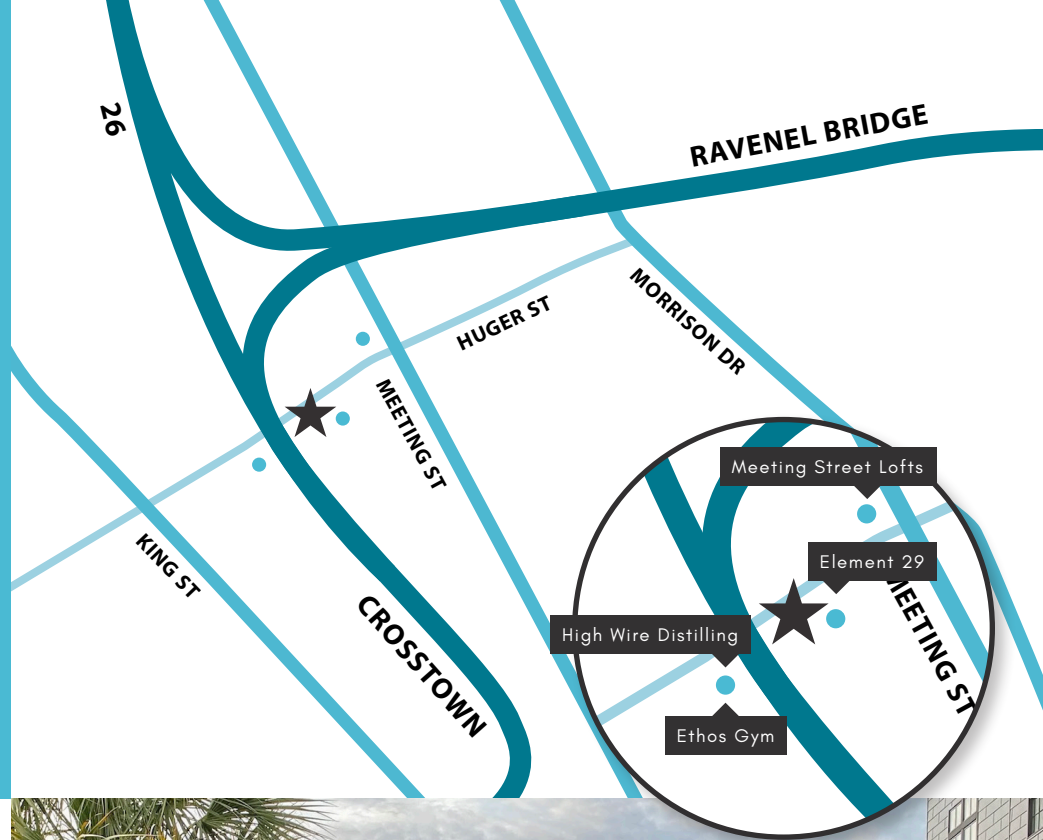 26
RAVENEL BRIDGE
HUGER ST
MORRISON DR
MEETING ST
KING ST
CROSSTOWN
Meeting Street Lofts
Element 29
High Wire Distilling
MEETING ST
Ethos Gym